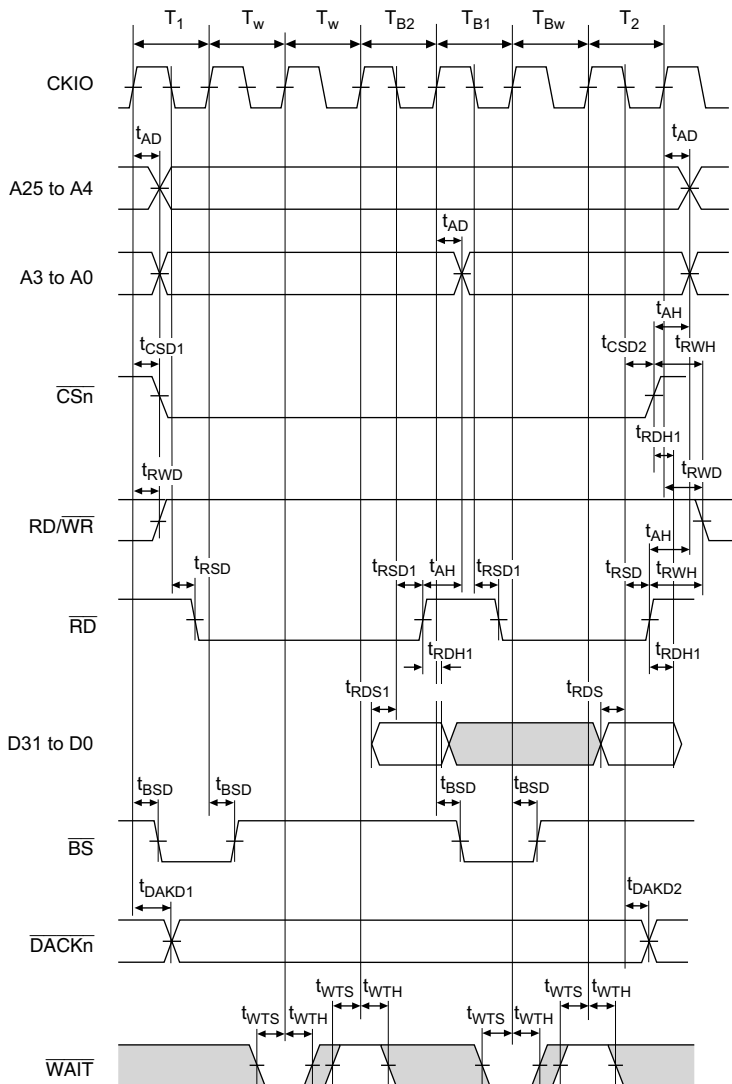 T1 Tw Tw TB2 TB1 TBw T2
CKIO
tAD tAD
A25 to A4
tAD
A3 to A0
tAH
tCSD1 tCSD2 tRWH
CSn
tRDH1
tRWD tRWD
RD/WR
tAH
tRSD tRSD1 tAH tRSD1 tRSD tRWH
RD
tRDH1 tRDH1
tRDS1 tRDS
D31 to D0
tBSD tBSD tBSD tBSD
BS
tDAKD1 tDAKD2
DACKn
tWTS tWTH tWTS tWTH tWTS tWTH tWTS tWTH
WAIT